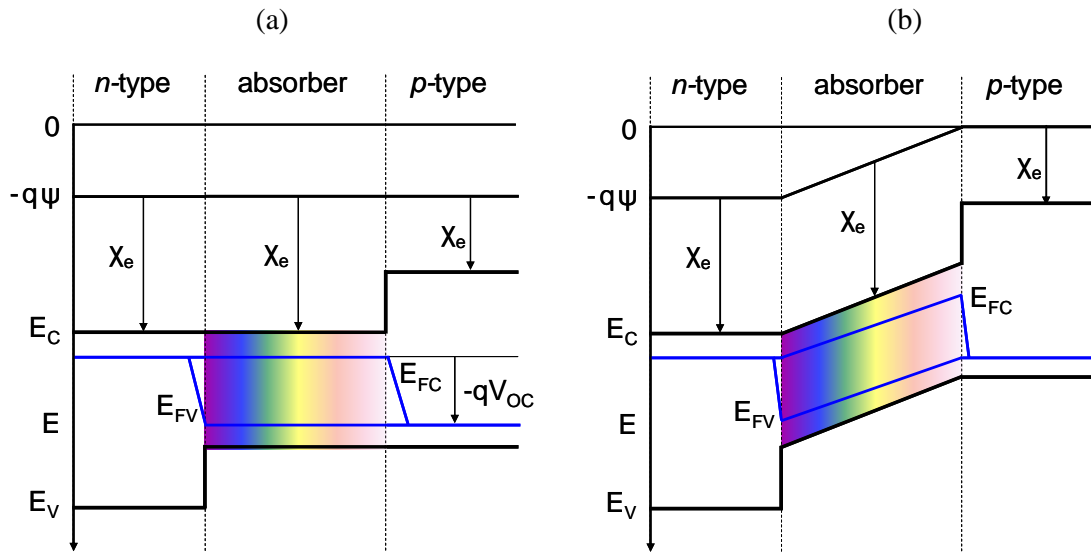 (a)
n-type absorber p-type
0
-qψ
χe χe χe
EC
EFC
-qVOC
EFV
E
EV
(b)
n-type absorber p-type
0
χe
-qψ
χe χe
EFC
EC
EFV
E
EV